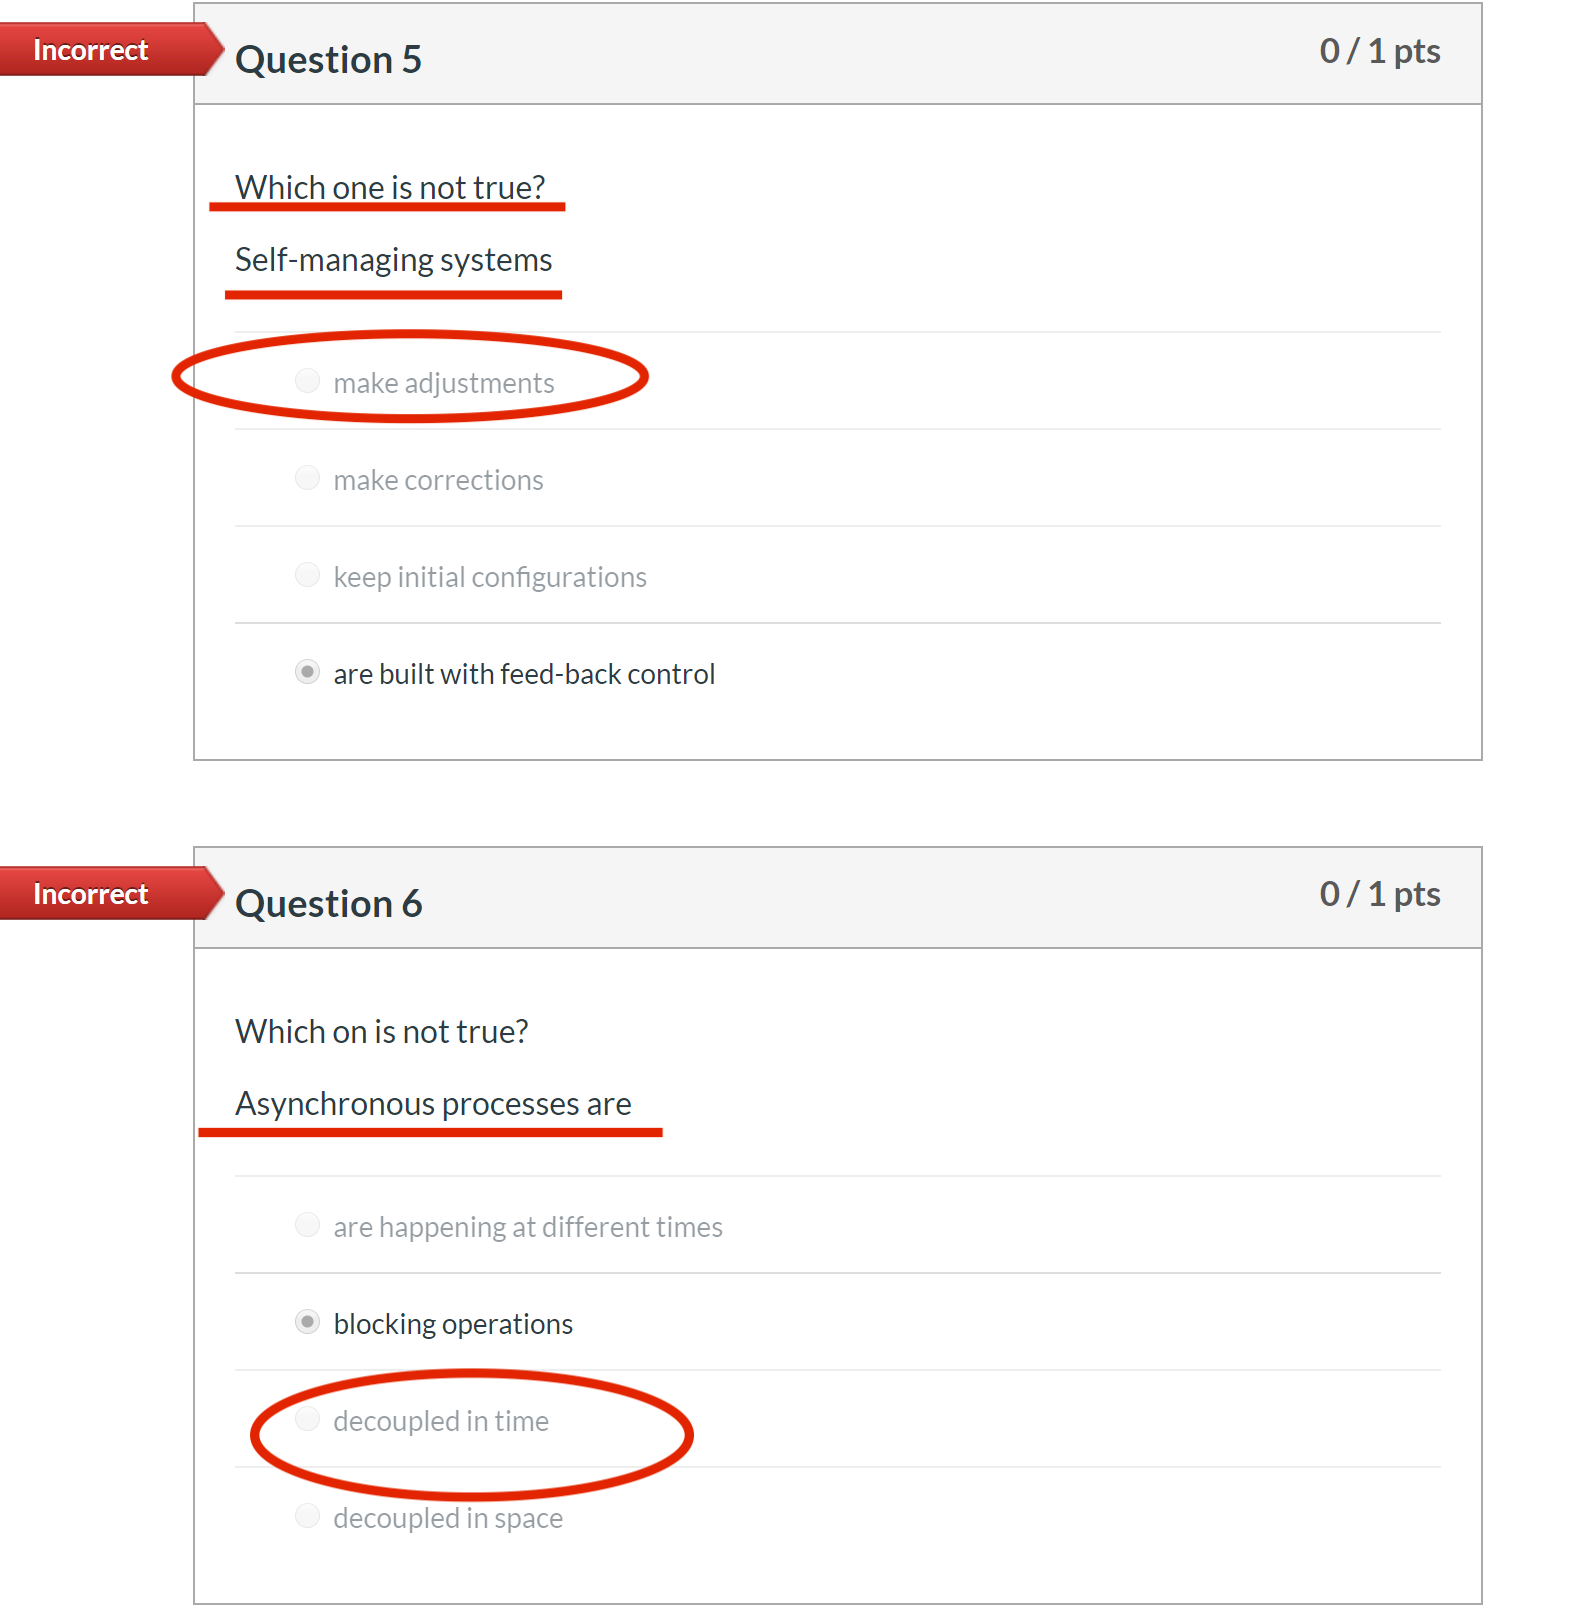 Incorrect
Question 5
0 / 1 pts
Which one is not true?
Self-managing systems
make adjustments
make corrections
keep initial configurations
are built with feed-back control
Incorrect
Question 6
0 / 1 pts
Which on is not true?
Asynchronous processes are
are happening at different times
blocking operations
decoupled in time
decoupled in space